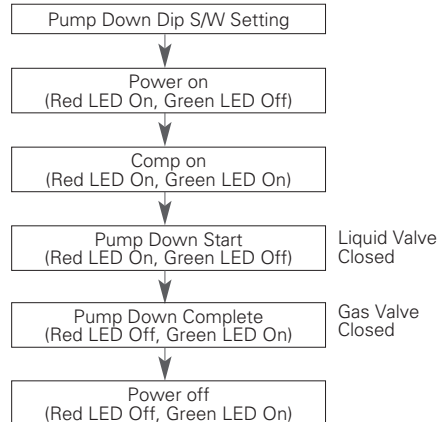 Pump Down Dip S/W Setting
Power on
(Red LED On, Green LED Off)
Comp on
(Red LED On, Green LED On)
Pump Down Start
(Red LED On, Green LED Off)
Liquid Valve
Closed
Pump Down Complete
(Red LED Off, Green LED On)
Gas Valve
Closed
Power off
(Red LED Off, Green LED On)